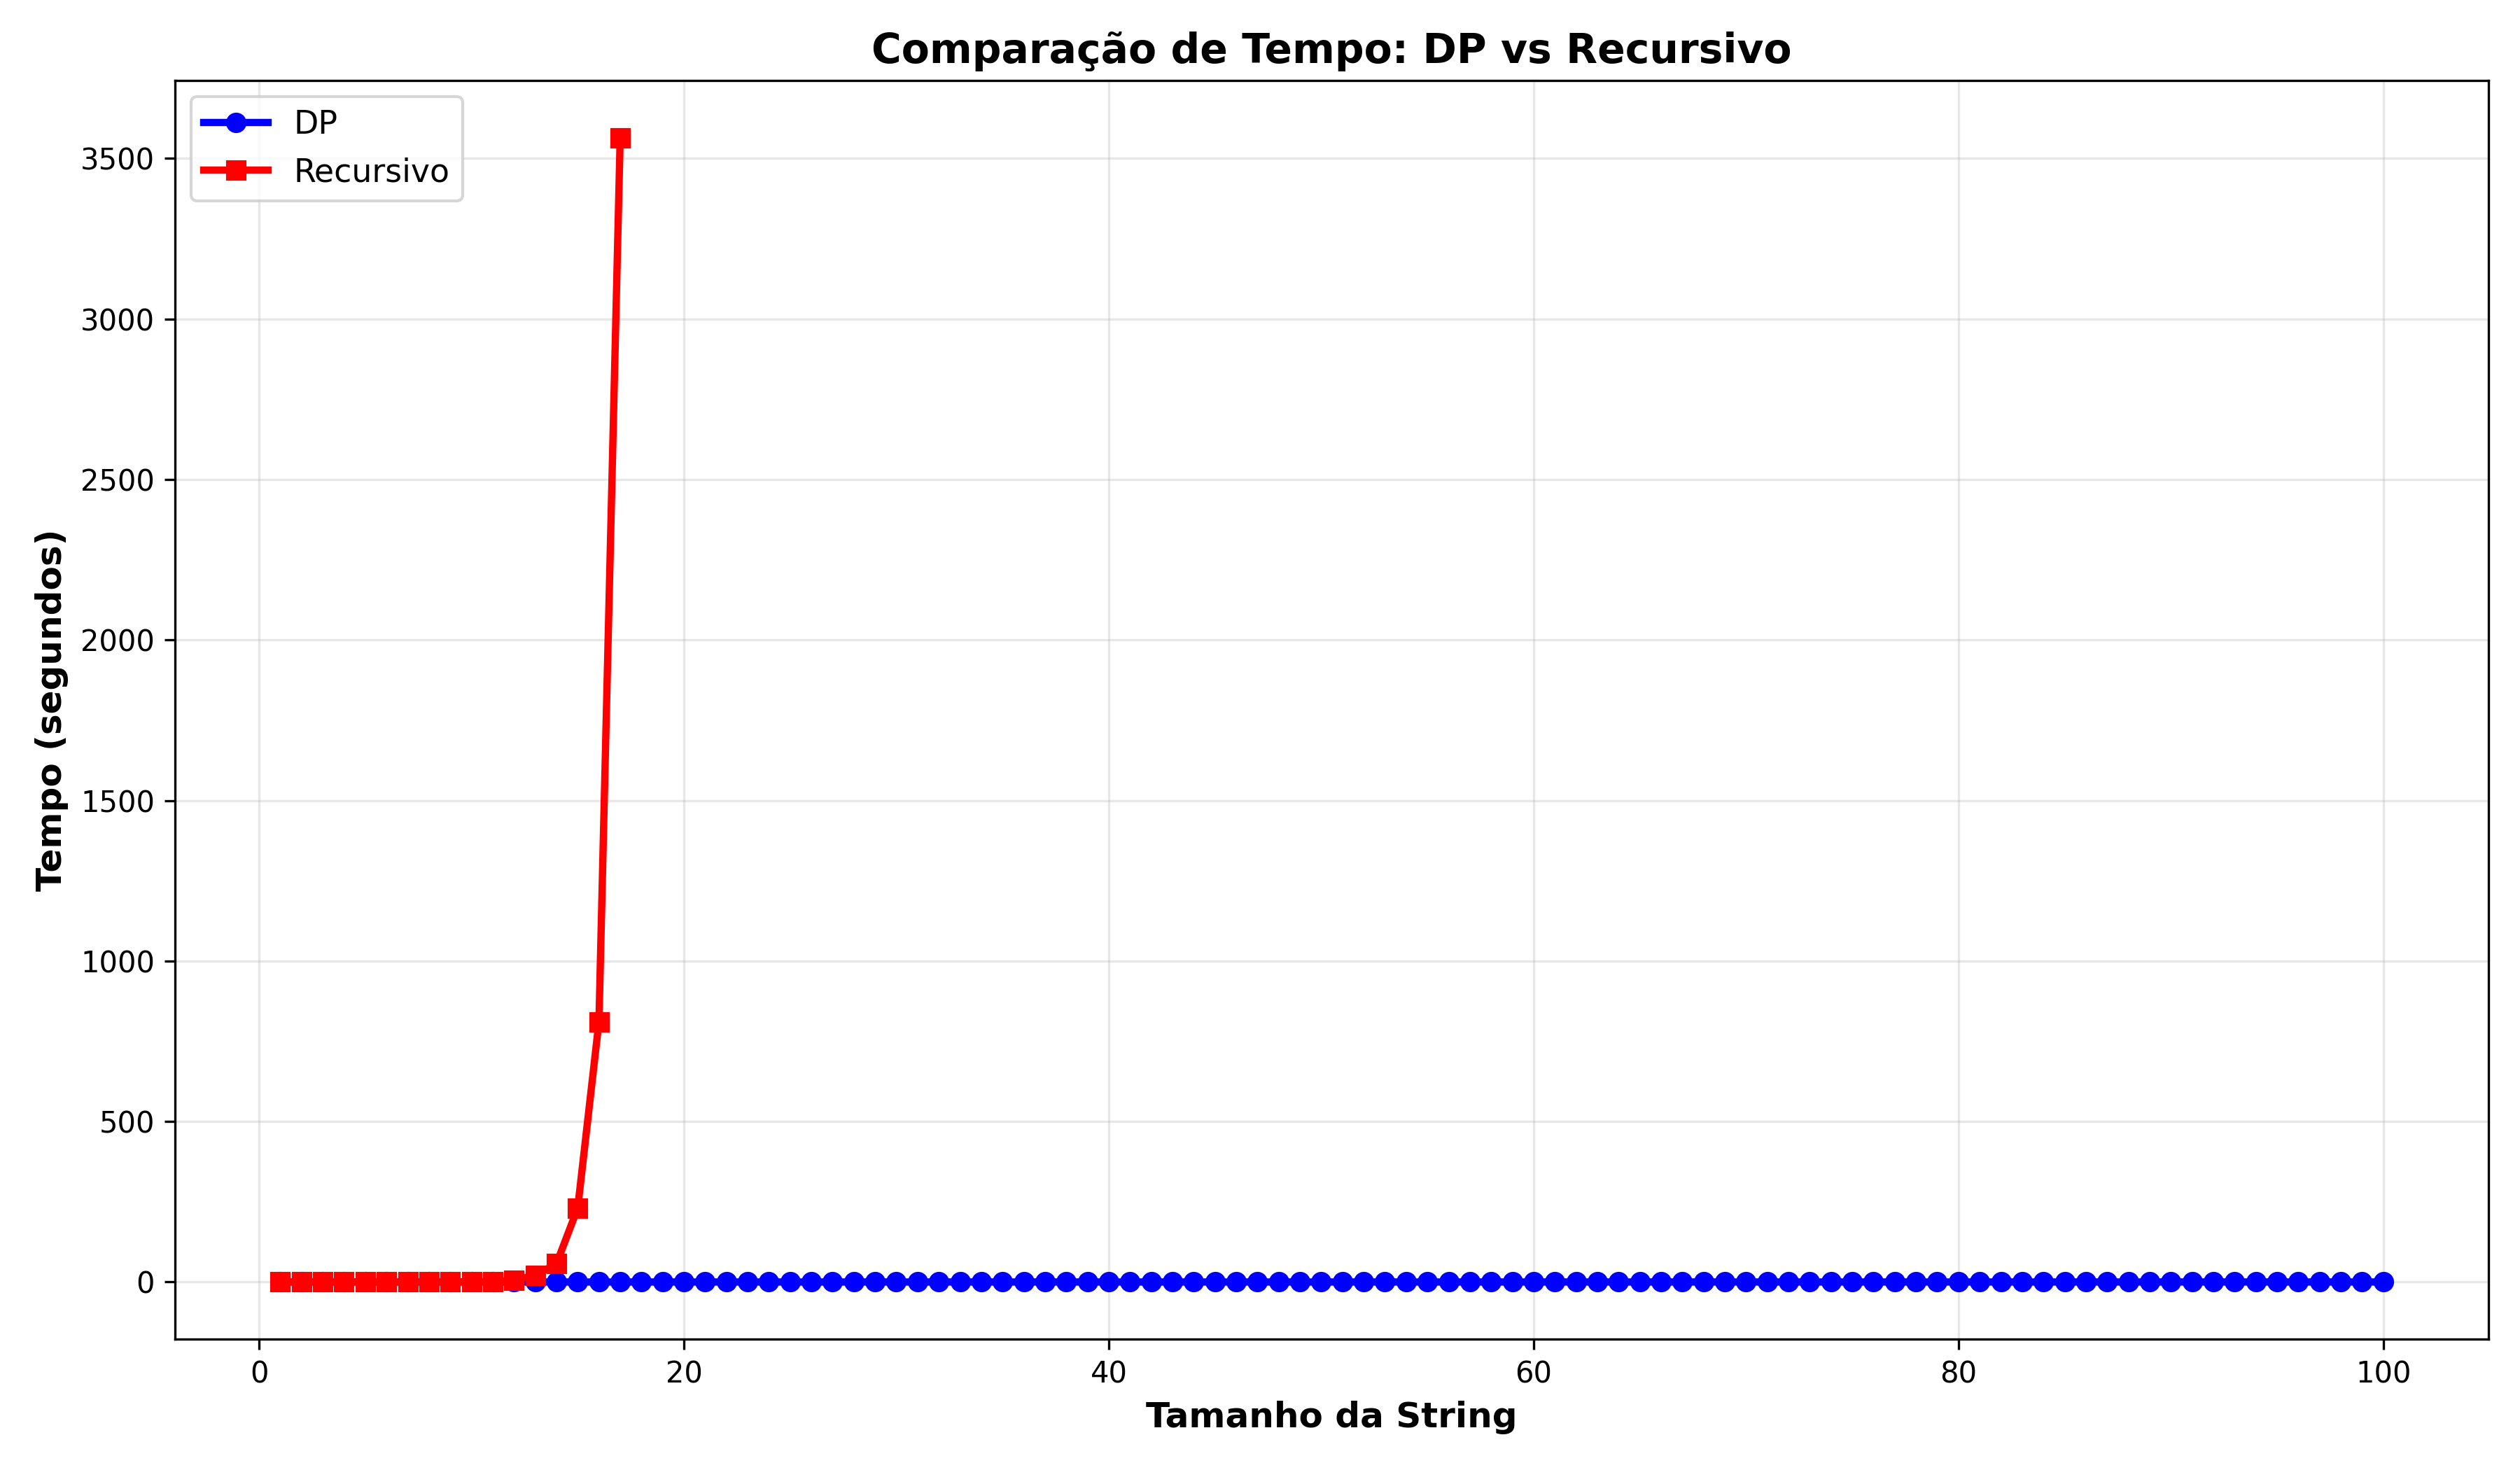 Comparação de Tempo: DP vs Recursivo
DP
Recursivo
Tempo (segundos)
3500
3000
2500
2000
1500
1000
500
0
0 20 40 60 80 100
Tamanho da String